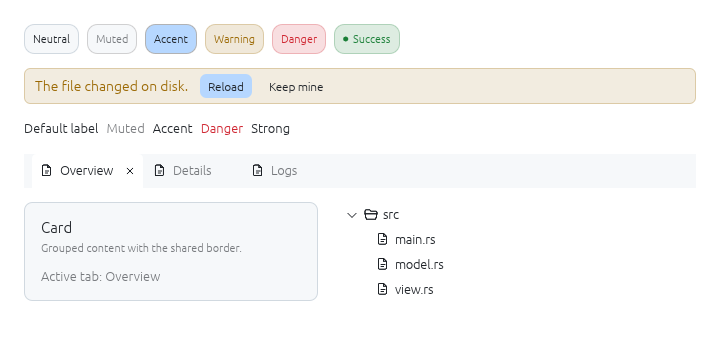 Neutral Muted Accent Warning Danger Success
The file changed on disk. Reload Keep mine
Default label Muted Accent Danger Strong
Overview Details Logs
Card
Grouped content with the shared border.
Active tab: Overview
src
main.rs
model.rs
view.rs